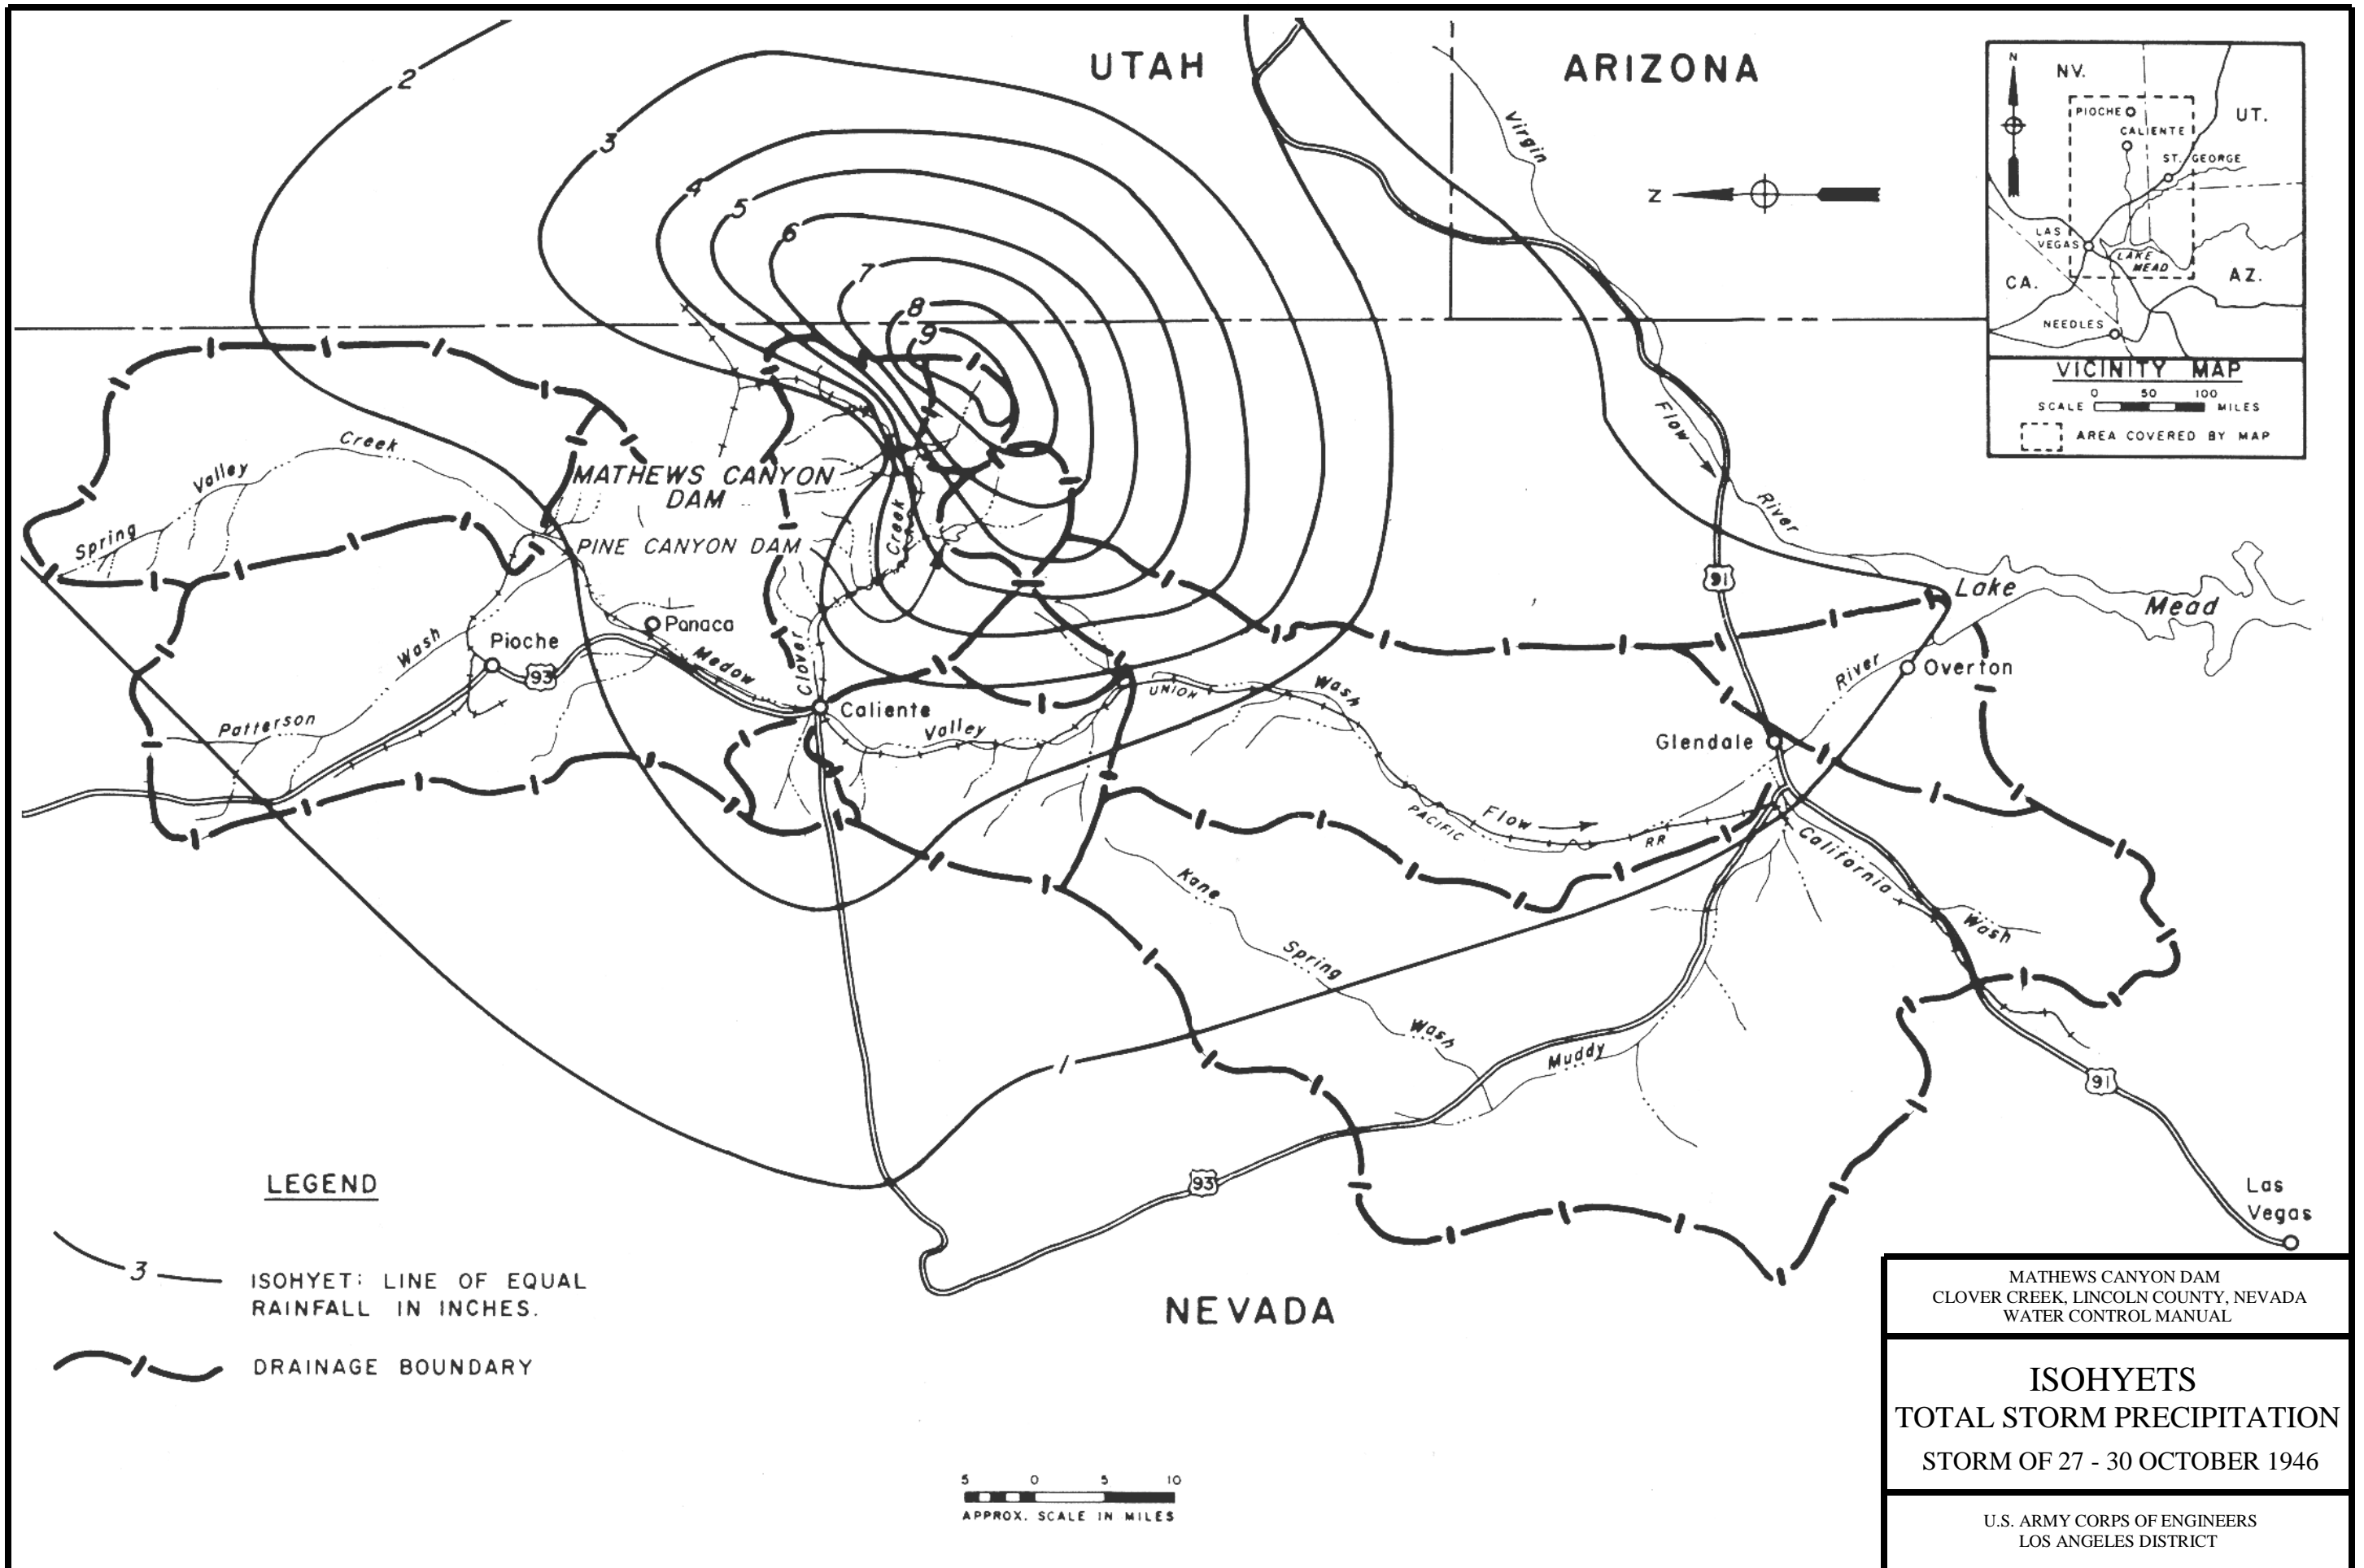 UTAH
ARIZONA
2
3
4
5
6
7
8
9
Virgin
Z
N
NV.
PIOCHE
UT.
CALIENTE
ST. GEORGE
LAS
VEGAS
LAKE
MEAD
CA.
AZ.
NEEDLES
VICINITY MAP
0 50 100
SCALE MILES
AREA COVERED BY MAP
Flow
River
Spring
Valley
Creek
MATHEWS CANYON
DAM
PINE CANYON DAM
Creek
91
Lake
Mead
Panaca
Pioche
Wash
93
Medow
Clover
Patterson
Caliente
Valley
UNION
Wash
River
Overton
Glendale
PACIFIC
Flow
RR
California
Wash
Kane
Spring
Wash
Muddy
1
91
93
Las
Vegas
LEGEND
3
ISOHYET: LINE OF EQUAL
RAINFALL IN INCHES.
DRAINAGE BOUNDARY
NEVADA
5 0 5 10
APPROX. SCALE IN MILES
MATHEWS CANYON DAM
CLOVER CREEK, LINCOLN COUNTY, NEVADA
WATER CONTROL MANUAL
ISOHYETS
TOTAL STORM PRECIPITATION
STORM OF 27 - 30 OCTOBER 1946
U.S. ARMY CORPS OF ENGINEERS
LOS ANGELES DISTRICT